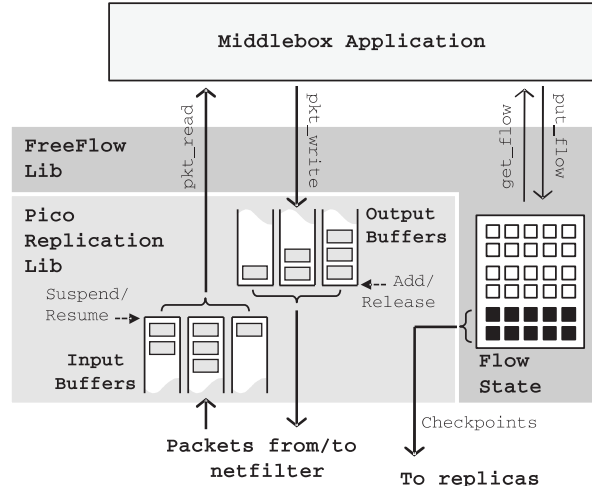 Middlebox Application
pkt_read
pkt_write
get_flow
put_flow
FreeFlow
Lib
Pico
Replication
Lib
Output
Buffers
Suspend/
Resume
Add/
Release
Input
Buffers
Flow
State
Checkpoints
Packets from/to
netfilter
To replicas